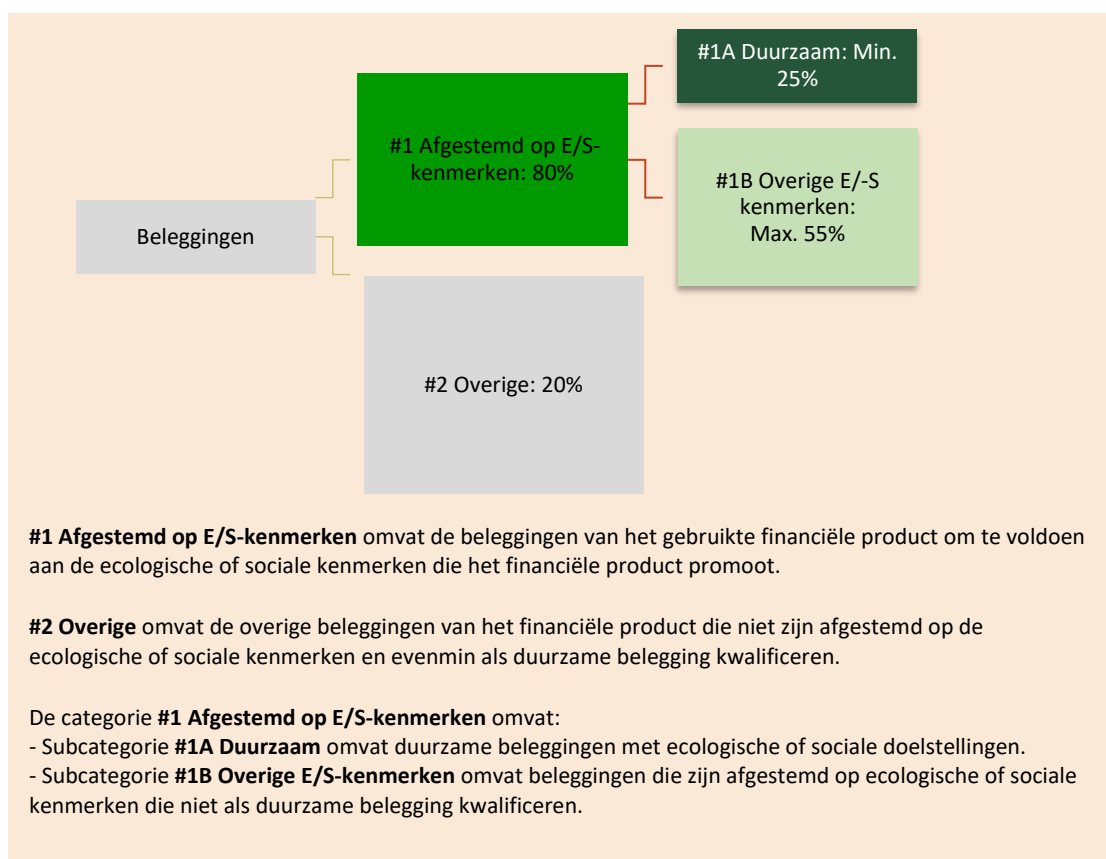 #1A Duurzaam: Min.
25%
#1 Afgestemd op E/S-
kenmerken: 80%
#1B Overige E/-S
kenmerken:
Max. 55%
Beleggingen
#2 Overige: 20%
#1 Afgestemd op E/S-kenmerken omvat de beleggingen van het gebruikte financiële product om te voldoen
aan de ecologische of sociale kenmerken die het financiële product promoot.
#2 Overige omvat de overige beleggingen van het financiële product die niet zijn afgestemd op de
ecologische of sociale kenmerken en evenmin als duurzame belegging kwalificeren.
De categorie #1 Afgestemd op E/S-kenmerken omvat:
- Subcategorie #1A Duurzaam omvat duurzame beleggingen met ecologische of sociale doelstellingen.
- Subcategorie #1B Overige E/S-kenmerken omvat beleggingen die zijn afgestemd op ecologische of sociale
kenmerken die niet als duurzame belegging kwalificeren.